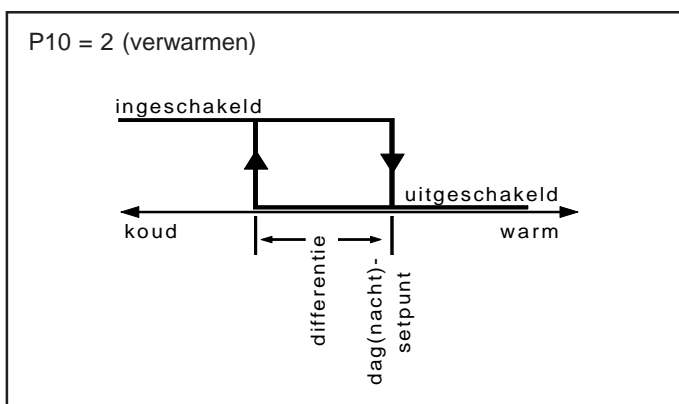 P10 = 2 (verwarmen)
ingeschakeld
uitgeschakeld
koud
warm
differentie
dag(nacht)-
setpunt